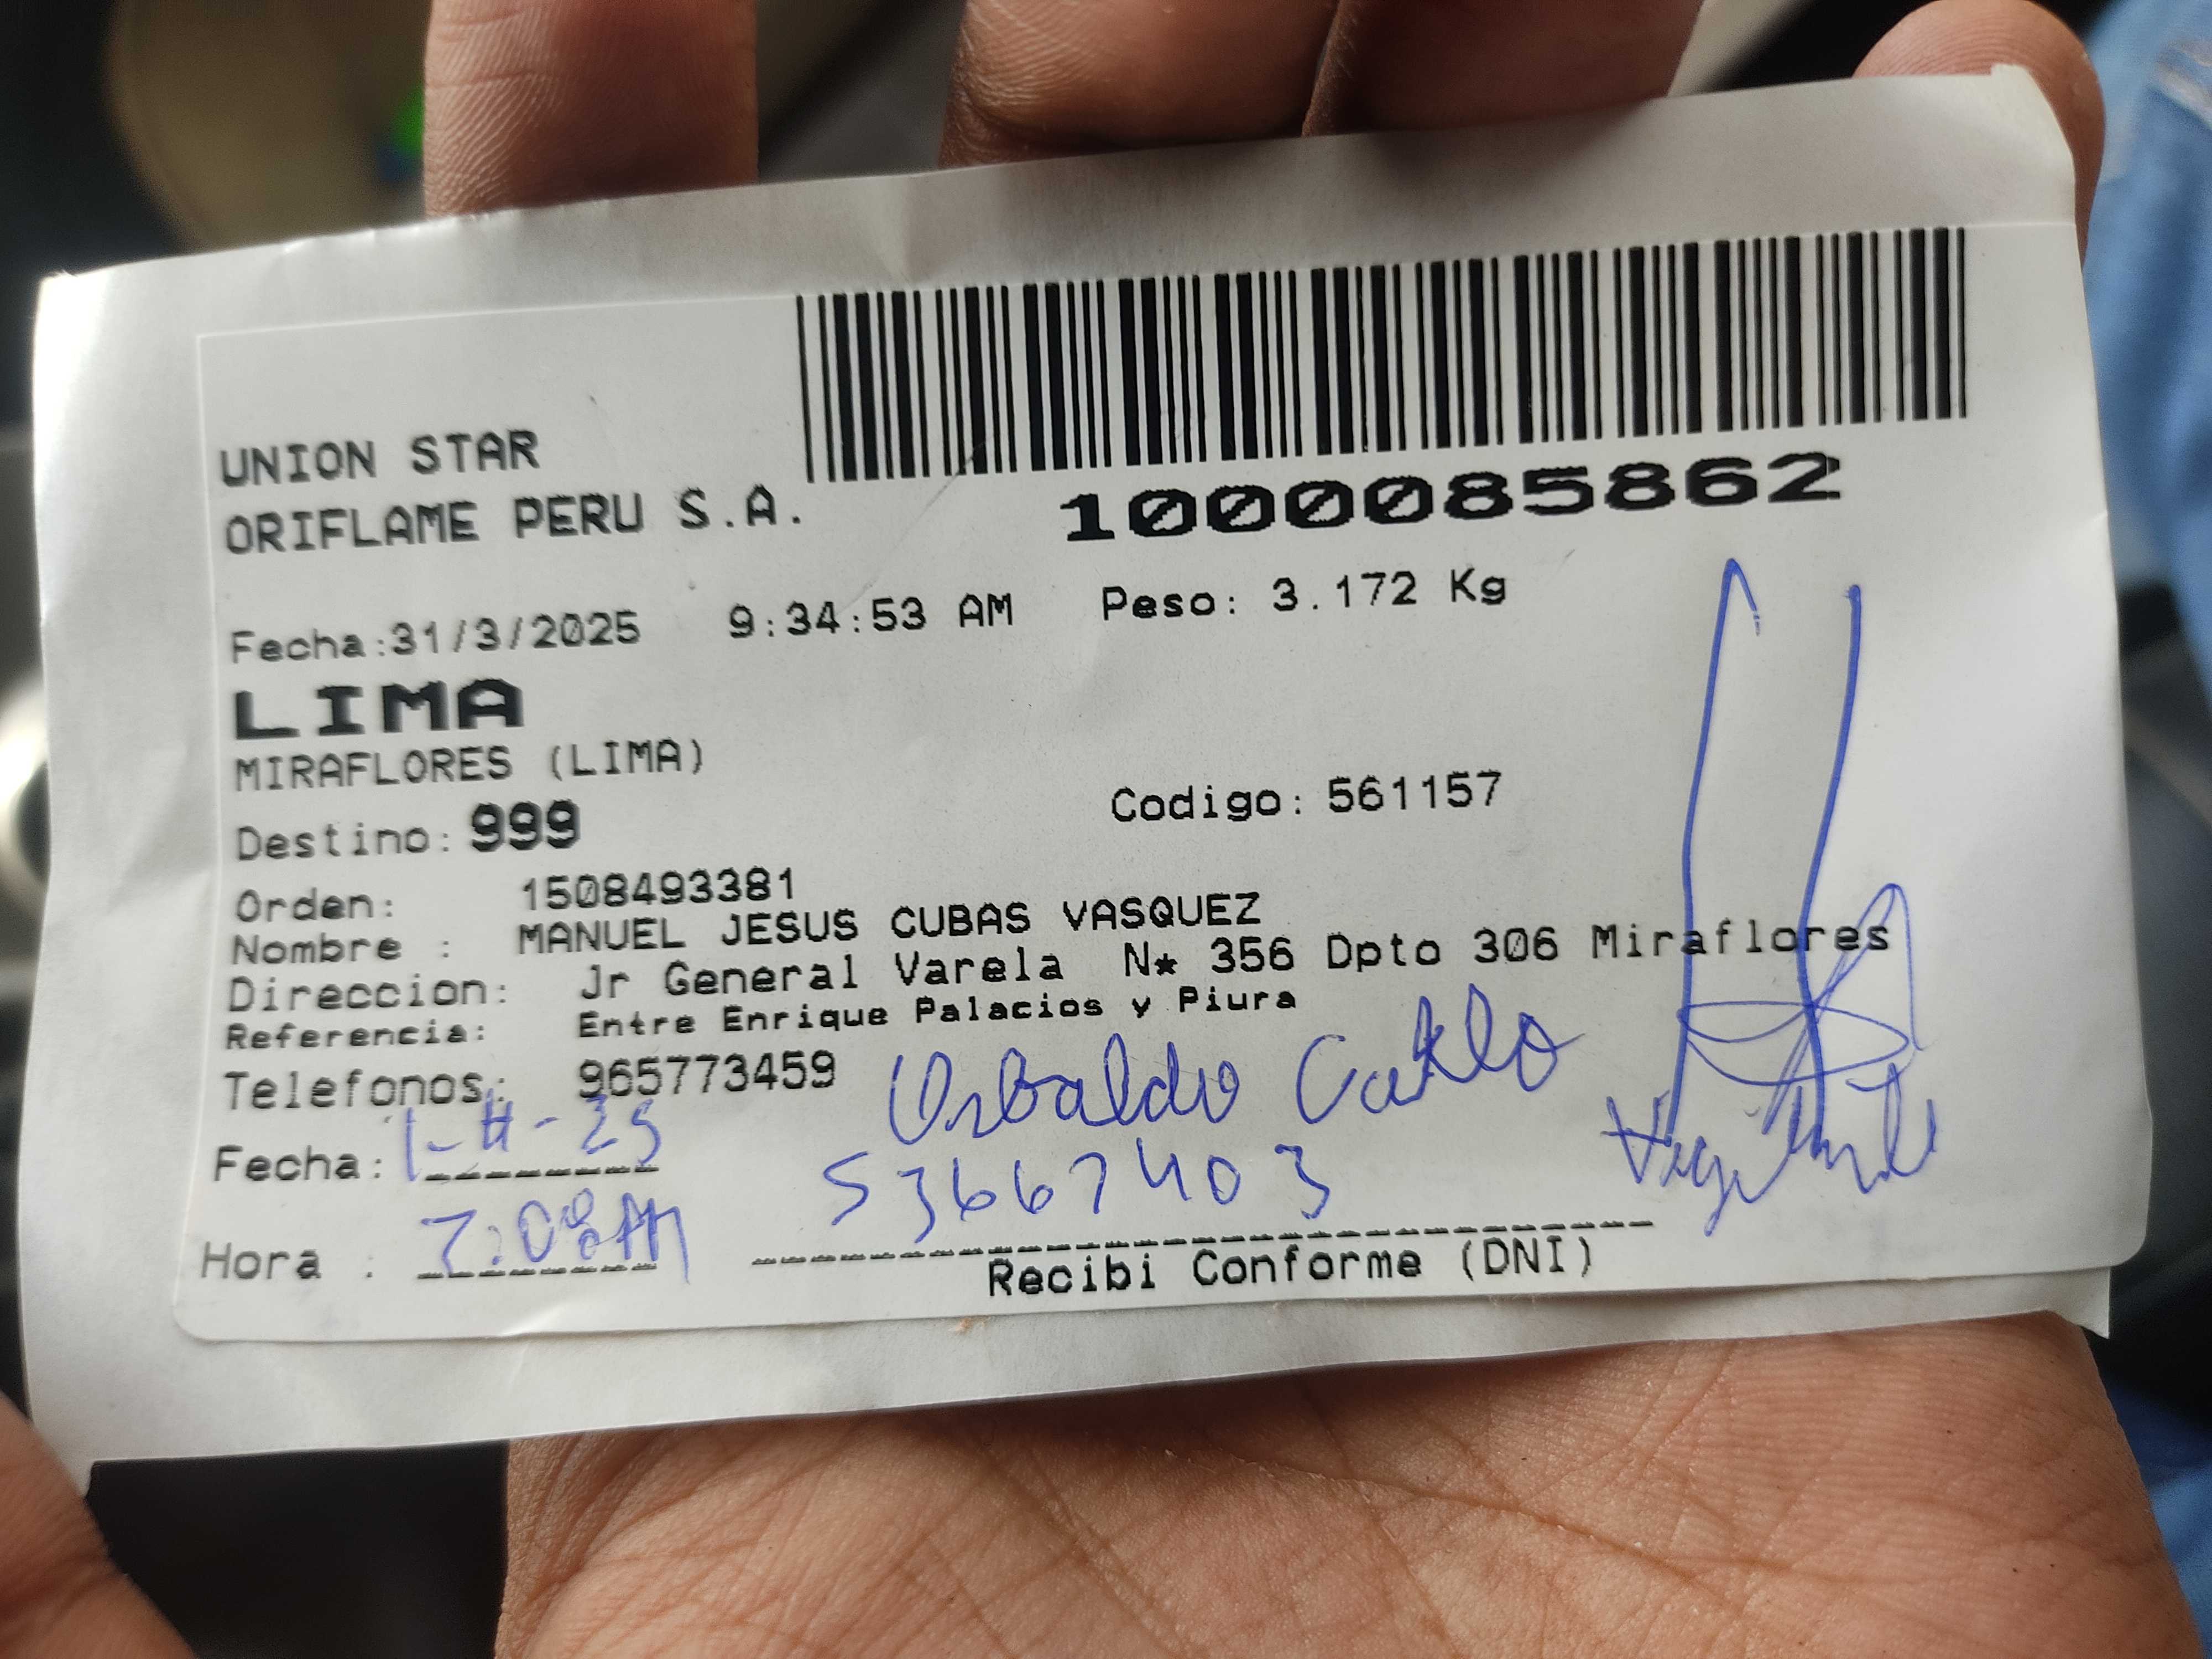 UNION STAR
ORIFLAME PERU S.A.
1000085862
Fecha:31/3/2025 9:34:53 AM Peso: 3.172 Kg
LIMA
MIRAFLORES (LIMA)
Destino: 999 Codigo: 561157
Orden: 1508493381
Nombre : MANUEL JESUS CUBAS VASQUEZ
Direccion: Jr General Varela N* 356 Dpto 306 Miraflores
Referencia: Entre Enrique Palacios y Piura
Telefonos: 965773459
Fecha: 1-4-25
53667403
Hora : 7:08
Recibi Conforme (DNI)